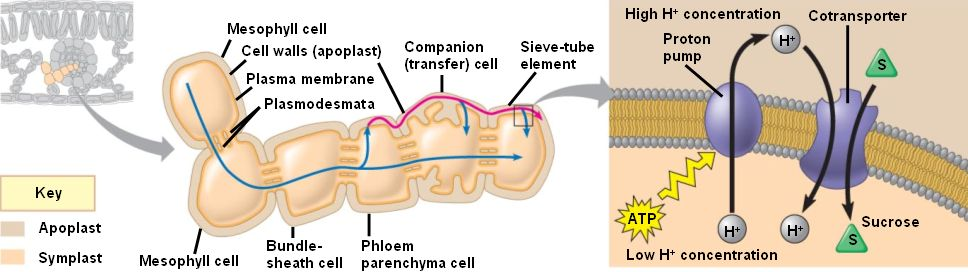 Mesophyll cell
Cell walls (apoplast)
Plasma membrane
Plasmodesmata
Companion
(transfer) cell
Sieve-tube
element
Key
Apoplast
Symplast
Mesophyll cell
Bundle-
sheath cell
Phloem
parenchyma cell
High H⁺ concentration
Cotransporter
Proton
pump
H⁺
S
ATP
H⁺
H⁺
Sucrose
S
Low H⁺ concentration